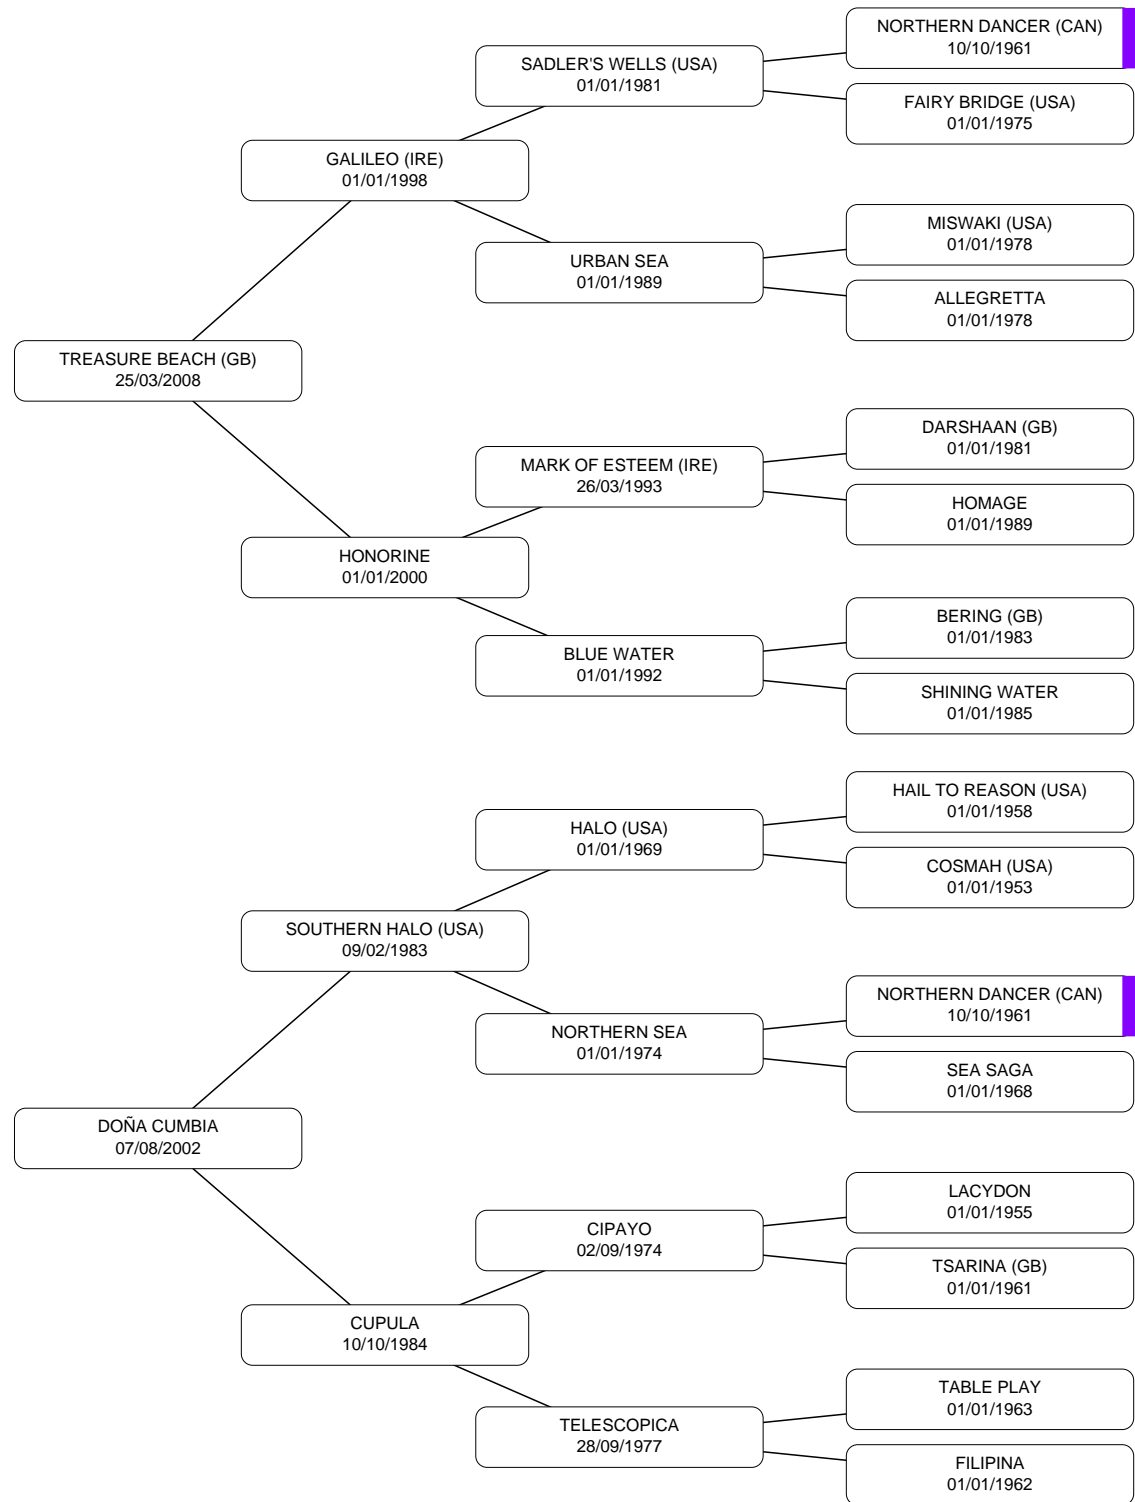 NORTHERN DANCER (CAN)
10/10/1961
SADLER'S WELLS (USA)
01/01/1981
FAIRY BRIDGE (USA)
01/01/1975
GALILEO (IRE)
01/01/1998
MISWAKI (USA)
01/01/1978
URBAN SEA
01/01/1989
ALLEGRETTA
01/01/1978
TREASURE BEACH (GB)
25/03/2008
DARSHAAN (GB)
01/01/1981
MARK OF ESTEEM (IRE)
26/03/1993
HOMAGE
01/01/1989
HONORINE
01/01/2000
BERING (GB)
01/01/1983
BLUE WATER
01/01/1992
SHINING WATER
01/01/1985
HAIL TO REASON (USA)
01/01/1958
HALO (USA)
01/01/1969
COSMAH (USA)
01/01/1953
SOUTHERN HALO (USA)
09/02/1983
NORTHERN DANCER (CAN)
10/10/1961
NORTHERN SEA
01/01/1974
SEA SAGA
01/01/1968
DOÑA CUMBIA
07/08/2002
LACYDON
01/01/1955
CIPAYO
02/09/1974
TSARINA (GB)
01/01/1961
CUPULA
10/10/1984
TABLE PLAY
01/01/1963
TELESCOPICA
28/09/1977
FILIPINA
01/01/1962